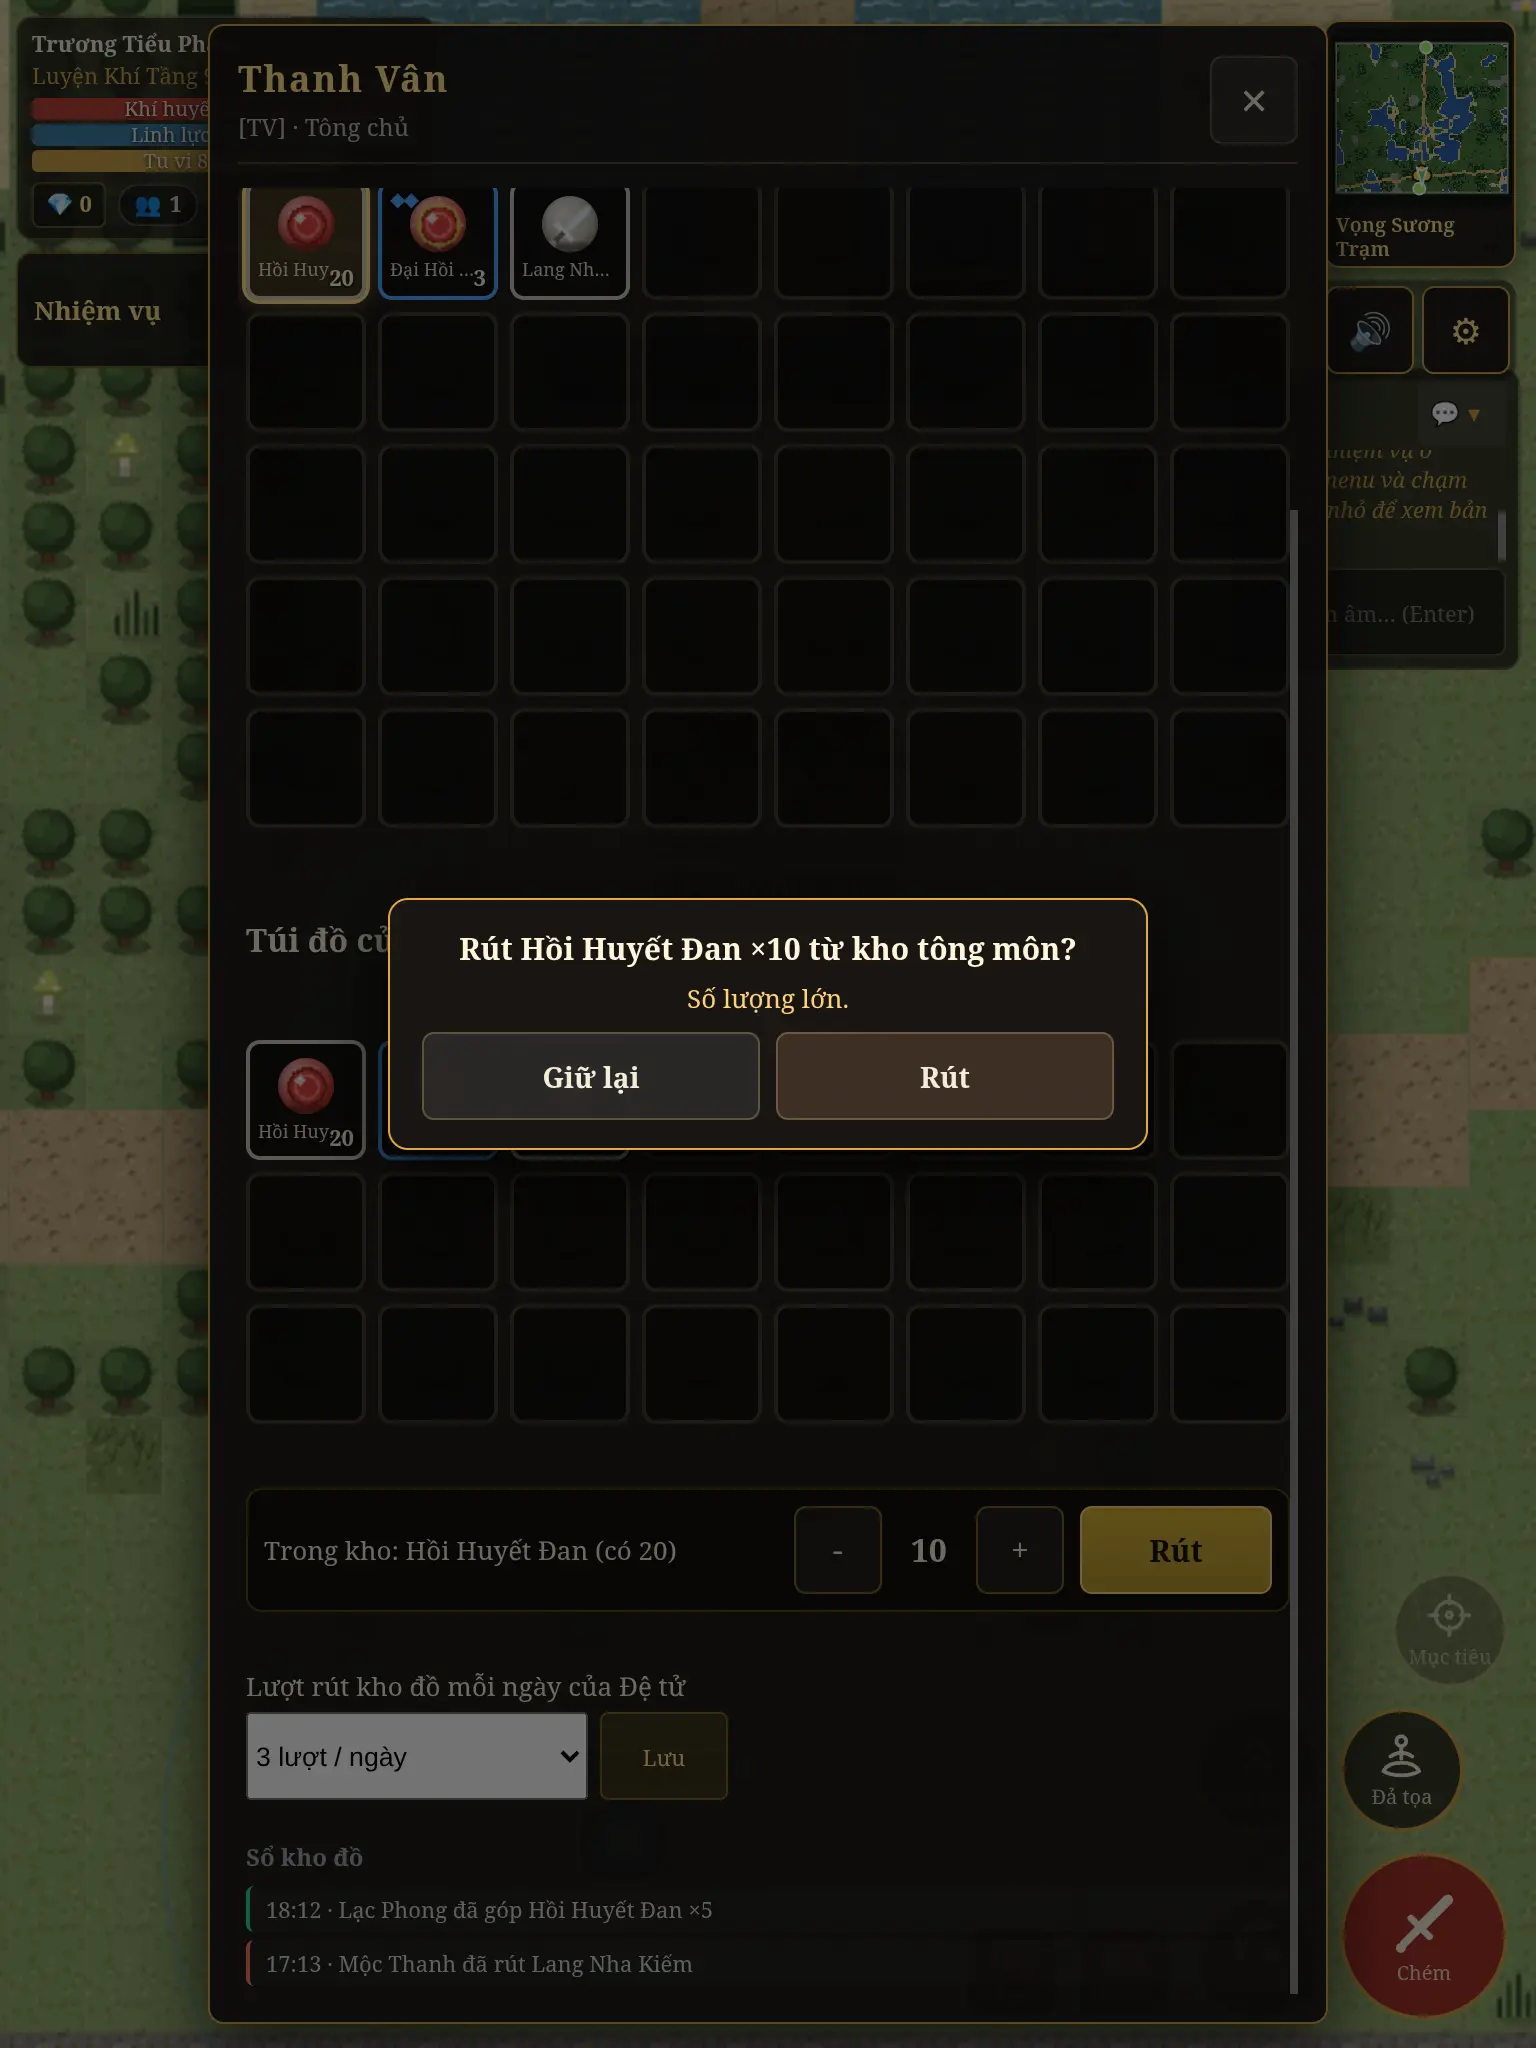 Trương Tiểu Ph
Luyện Khí Tầng
Khí huyế
Linh lực
Tu vi 8
0
1
Nhiệm vụ
Thanh Vân
[TV] · Tông chủ
×
Vọng Sương
Trạm
Hồi Huy 20
Đại Hồi ... 3
Lang Nh...
nhiệm vụ ở
menu và chạm
nhỏ để xem bản
âm... (Enter)
Túi đồ củ
Rút Hồi Huyết Đan ×10 từ kho tông môn?
Số lượng lớn.
Giữ lại
Rút
Hồi Huy 20
Trong kho: Hồi Huyết Đan (có 20)
-
10
+
Rút
Lượt rút kho đồ mỗi ngày của Đệ tử
3 lượt / ngày
Lưu
Sổ kho đồ
18:12 · Lạc Phong đã góp Hồi Huyết Đan ×5
17:13 · Mộc Thanh đã rút Lang Nha Kiếm
Mục tiêu
Đả tọa
Chém